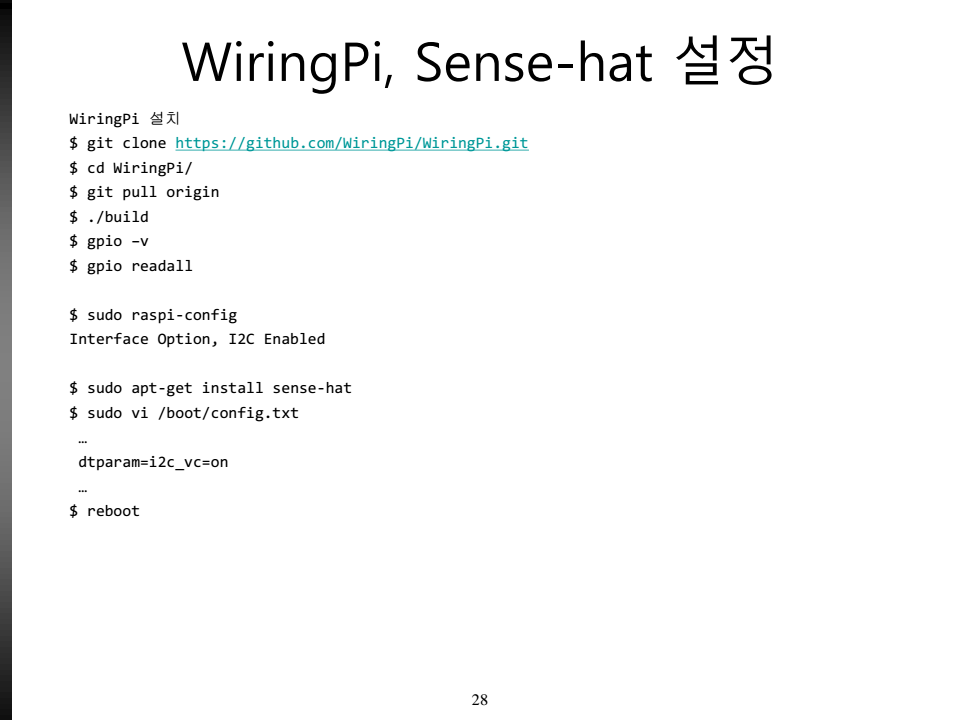 WiringPi, Sense-hat 설정
WiringPi 설치
$ git clone https://github.com/WiringPi/WiringPi.git
$ cd WiringPi/
$ git pull origin
$ ./build
$ gpio –v
$ gpio readall
$ sudo raspi-config
Interface Option, I2C Enabled
$ sudo apt-get install sense-hat
$ sudo vi /boot/config.txt
…
dtparam=i2c_vc=on
…
$ reboot
28